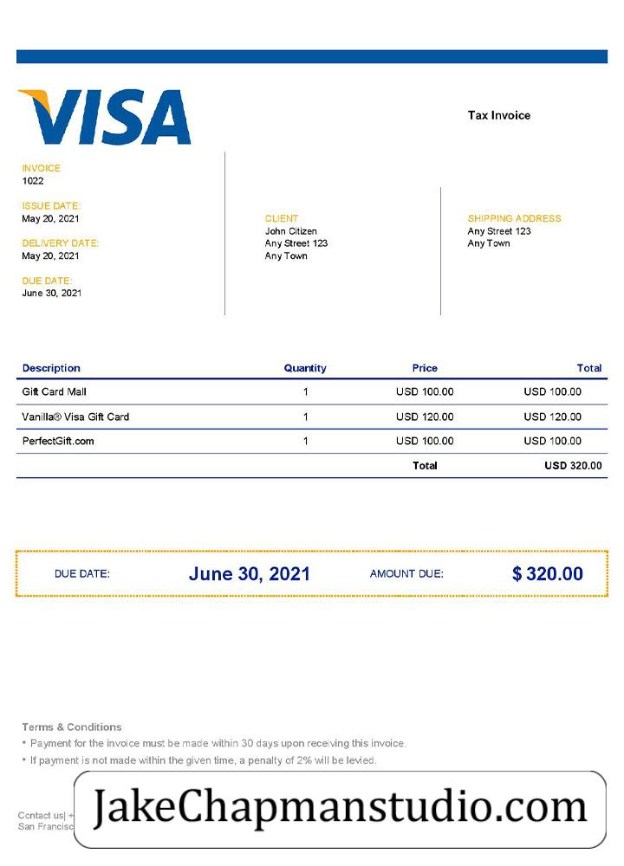 VISA
Tax Invoice
INVOICE
1022
ISSUE DATE:
May 20, 2021
DELIVERY DATE:
May 20, 2021
DUE DATE:
June 30, 2021
CLIENT
John Citizen
Any Street 123
Any Town
SHIPPING ADDRESS
Any Street 123
Any Town
Description Quantity Price Total
Gift Card Mall 1 USD 100.00 USD 100.00
Vanilla® Visa Gift Card 1 USD 120.00 USD 120.00
PerfectGift.com 1 USD 100.00 USD 100.00
Total USD 320.00
DUE DATE: June 30, 2021 AMOUNT DUE: $ 320.00
Terms & Conditions
* Payment for the invoice must be made within 30 days upon receiving this invoice.
* If payment is not made within the given time, a penalty of 2% will be levied.
Contact us| +
San Francisc
JakeChapmanstudio.com